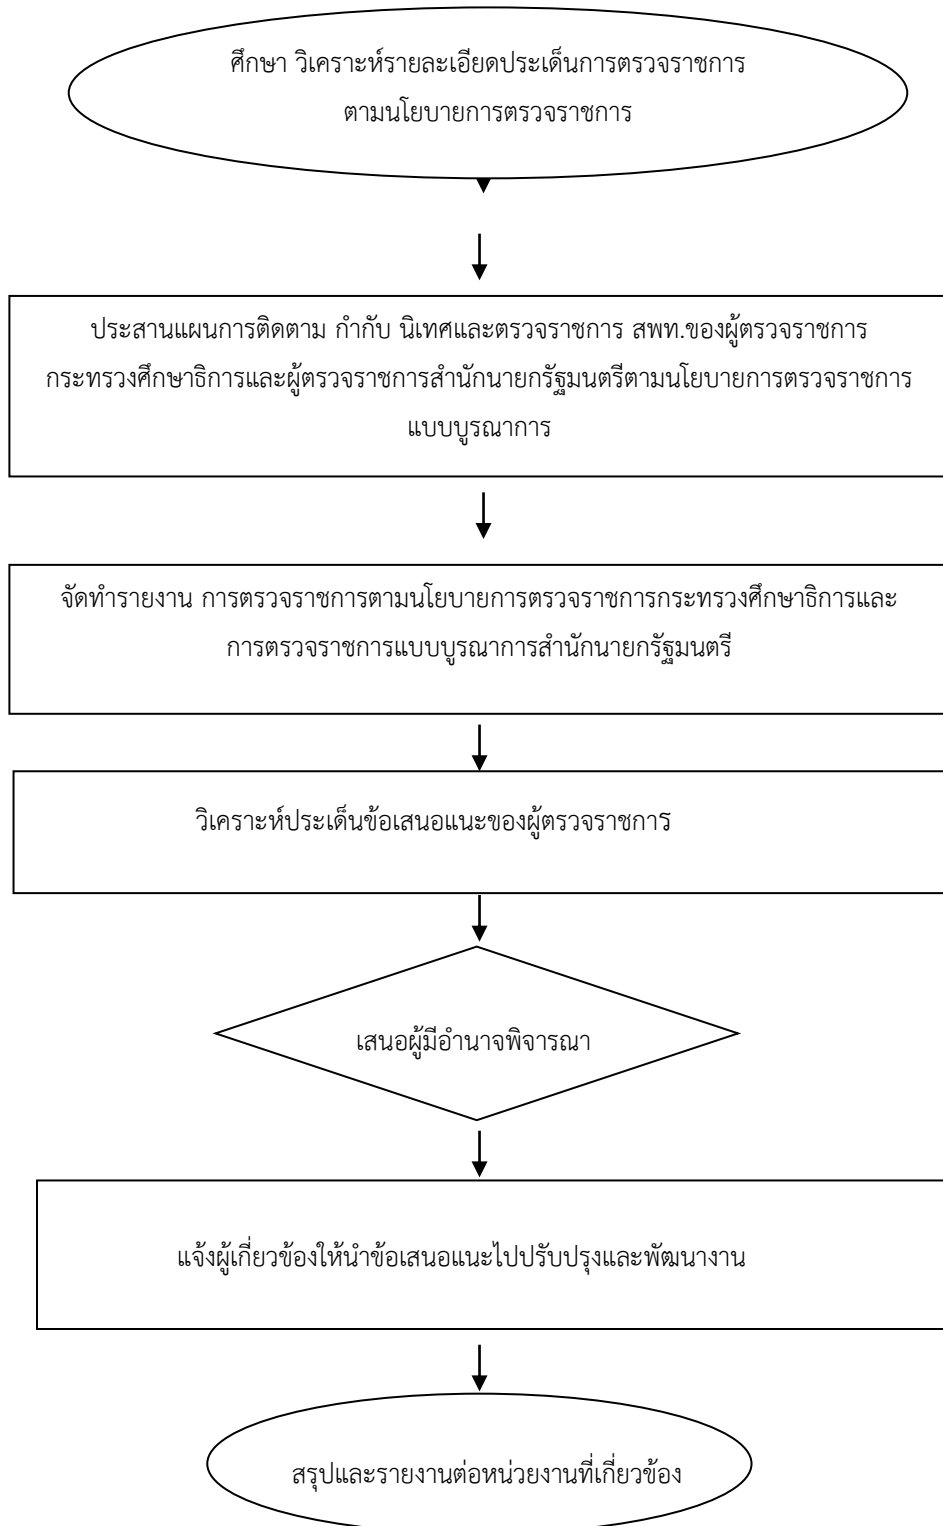 ศึกษา วิเคราะห์รายละเอียดประเด็นการตรวจราชการ
ตามนโยบายการตรวจราชการ
ประสานแผนการติดตาม กำกับ นิเทศและตรวจราชการ สพท.ของผู้ตรวจราชการ
กระทรวงศึกษาธิการและผู้ตรวจราชการสำนักนายกรัฐมนตรีตามนโยบายการตรวจราชการ
แบบบูรณาการ
จัดทำรายงาน การตรวจราชการตามนโยบายการตรวจราชการกระทรวงศึกษาธิการและ
การตรวจราชการแบบบูรณาการสำนักนายกรัฐมนตรี
วิเคราะห์ประเด็นข้อเสนอแนะของผู้ตรวจราชการ
เสนอผู้มีอำนาจพิจารณา
แจ้งผู้เกี่ยวข้องให้นำข้อเสนอแนะไปปรับปรุงและพัฒนางาน
สรุปและรายงานต่อหน่วยงานที่เกี่ยวข้อง